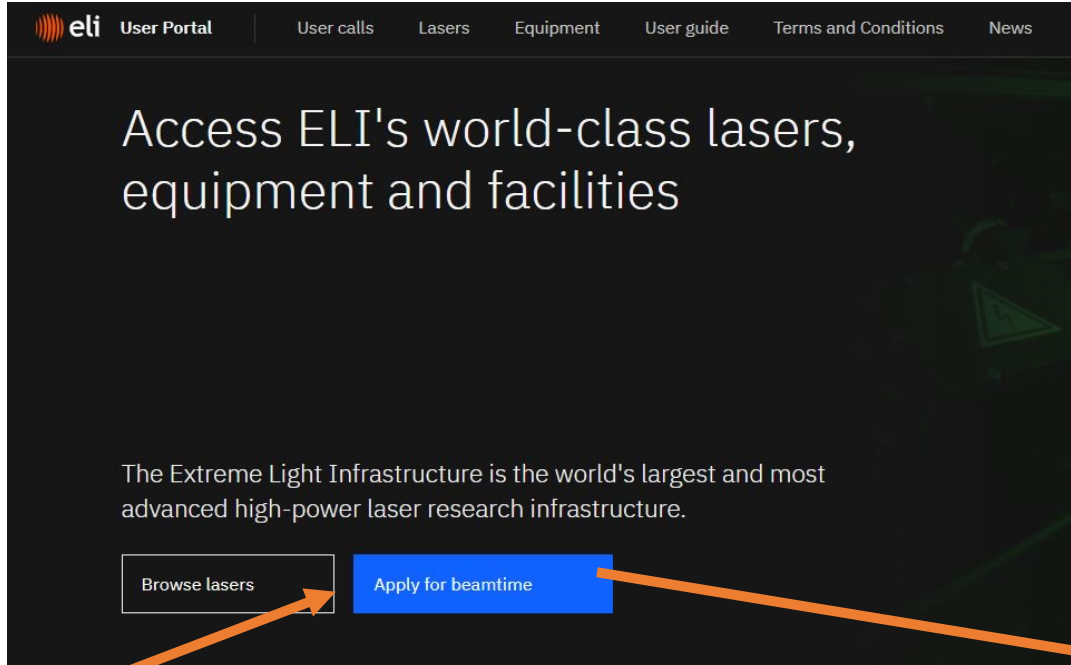 eli User Portal User calls Lasers Equipment User guide Terms and Conditions News
Access ELI's world-class lasers,
equipment and facilities
The Extreme Light Infrastructure is the world's largest and most
advanced high-power laser research infrastructure.
Browse lasers Apply for beamtime